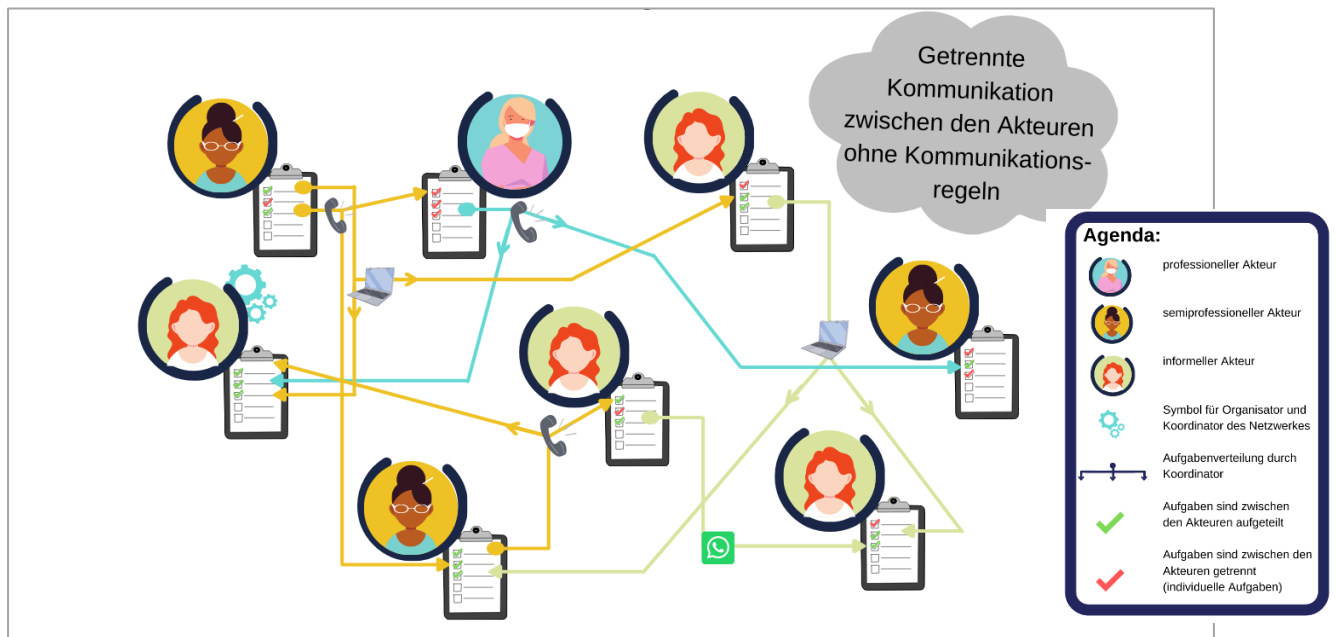 Getrennte
Kommunikation
zwischen den Akteuren
ohne Kommunikations-
regeln
Agenda:
professioneller Akteur
semiprofessioneller Akteur
informeller Akteur
Symbol für Organisator und
Koordinator des Netzwerkes
Aufgabenverteilung durch
Koordinator
Aufgaben sind zwischen
den Akteuren aufgeteilt
Aufgaben sind zwischen den
Akteuren getrennt
(individuelle Aufgaben)